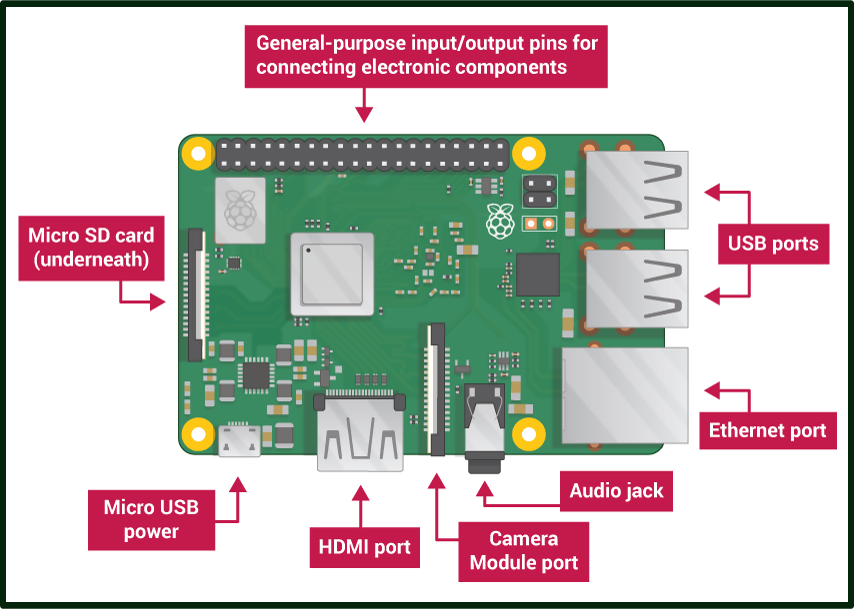 General-purpose input/output pins for
connecting electronic components
Micro SD card
(underneath)
USB ports
Ethernet port
Audio jack
Micro USB
power
HDMI port
Camera
Module port